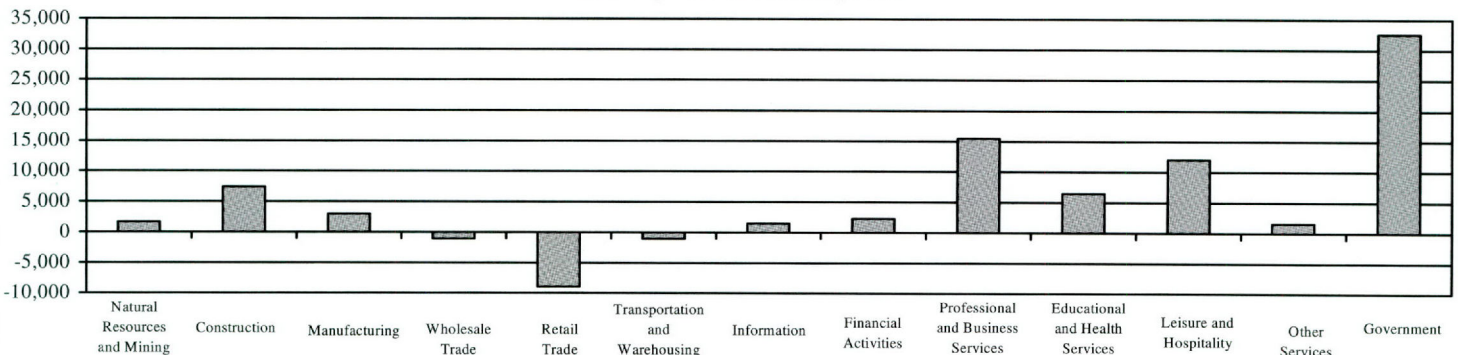 35,000
30,000
25,000
20,000
15,000
10,000
5,000
0
-5,000
-10,000
Natural
Resources
and Mining
Construction
Manufacturing
Wholesale
Trade
Retail
Trade
Transportation
and
Warehousing
Information
Financial
Activities
Professional
and Business
Services
Educational
and Health
Services
Leisure and
Hospitality
Other
Services
Government